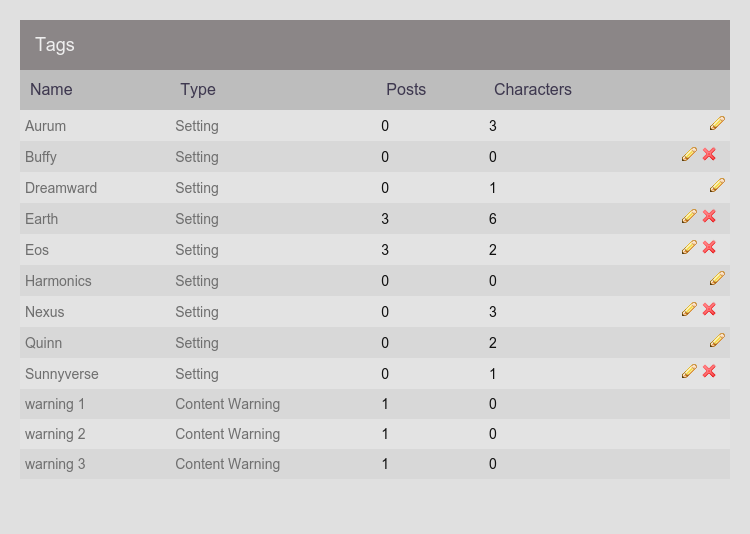 Tags
Name Type Posts Characters
Aurum Setting 0 3
Buffy Setting 0 0
Dreamward Setting 0 1
Earth Setting 3 6
Eos Setting 3 2
Harmonics Setting 0 0
Nexus Setting 0 3
Quinn Setting 0 2
Sunnyverse Setting 0 1
warning 1 Content Warning 1 0
warning 2 Content Warning 1 0
warning 3 Content Warning 1 0